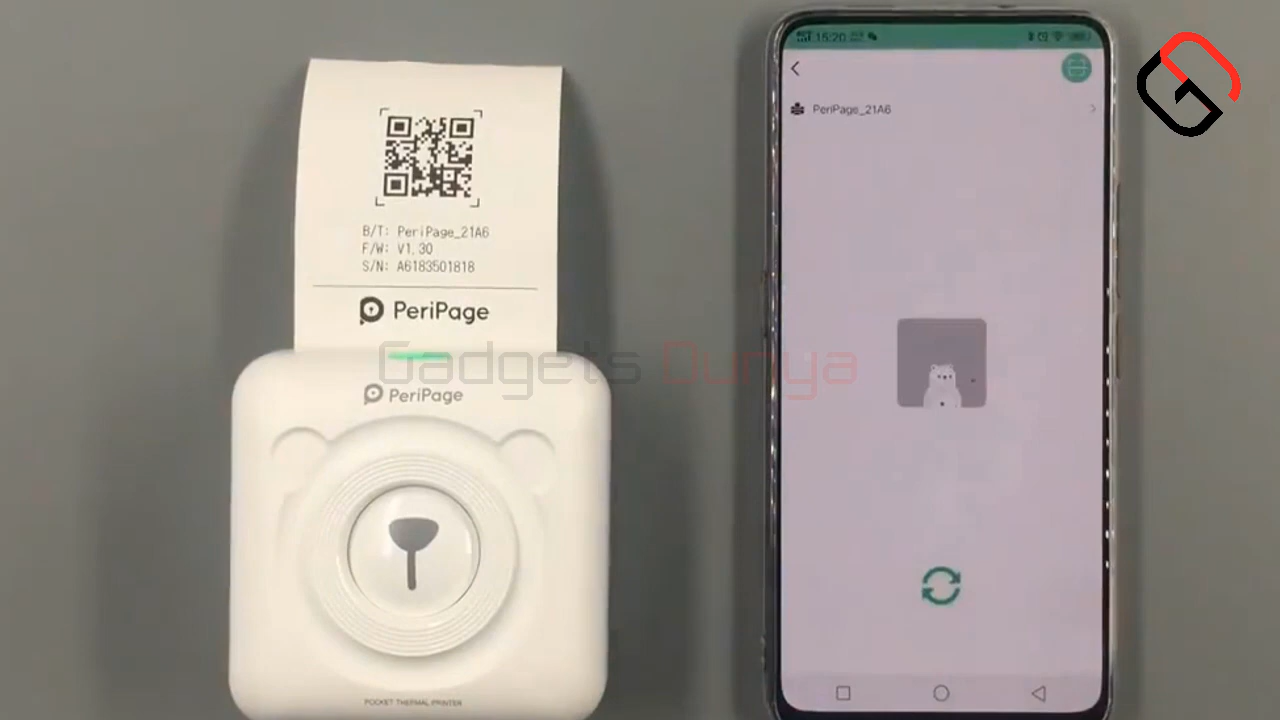 B/T: PeriPage_21A6
F/W: V1.30
S/N: A6183501818
PeriPage
PeriPage
POCKET THERMAL PRINTER
15:20
PeriPage_21A6
Gadgets Dunya